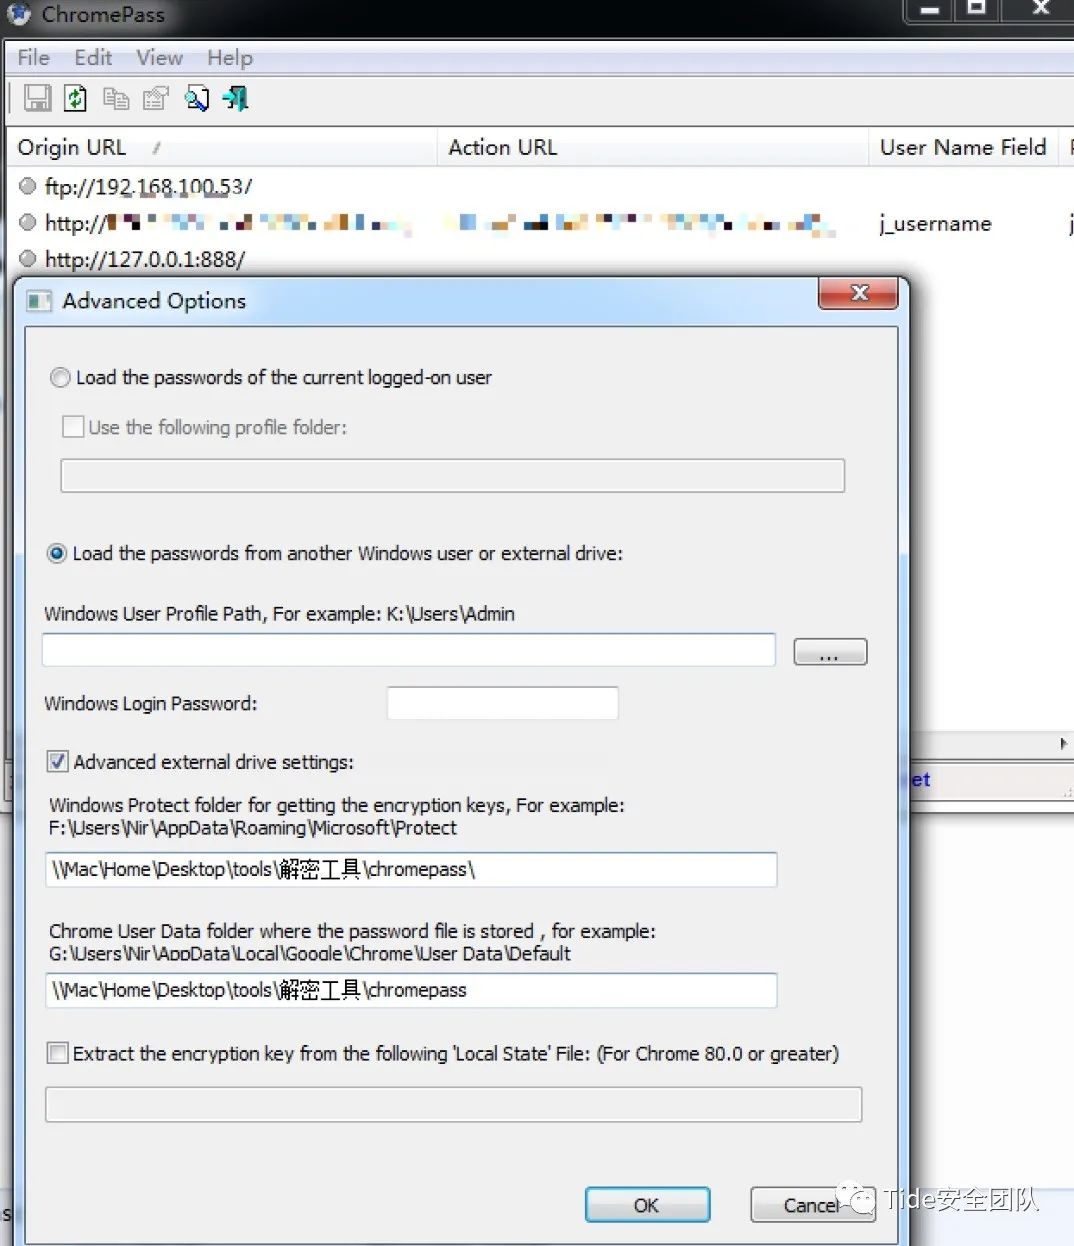 ChromePass
File Edit View Help
Origin URL / Action URL User Name Field
ftp://192.168.100.53/
http:// j_username j
http://127.0.0.1:888/
Advanced Options
Load the passwords of the current logged-on user
Use the following profile folder:
Load the passwords from another Windows user or external drive:
Windows User Profile Path, For example: K:\Users\Admin
...
Windows Login Password:
Advanced external drive settings:
et
Windows Protect folder for getting the encryption keys, For example:
F:\Users\Nir\AppData\Roaming\Microsoft\Protect
\\Mac\Home\Desktop\tools\解密工具\chromepass\
Chrome User Data folder where the password file is stored , for example:
G:\Users\Nir\AppData\Local\Google\Chrome\User Data\Default
\\Mac\Home\Desktop\tools\解密工具\chromepass
Extract the encryption key from the following 'Local State' File: (For Chrome 80.0 or greater)
OK Cancel
Tide安全团队